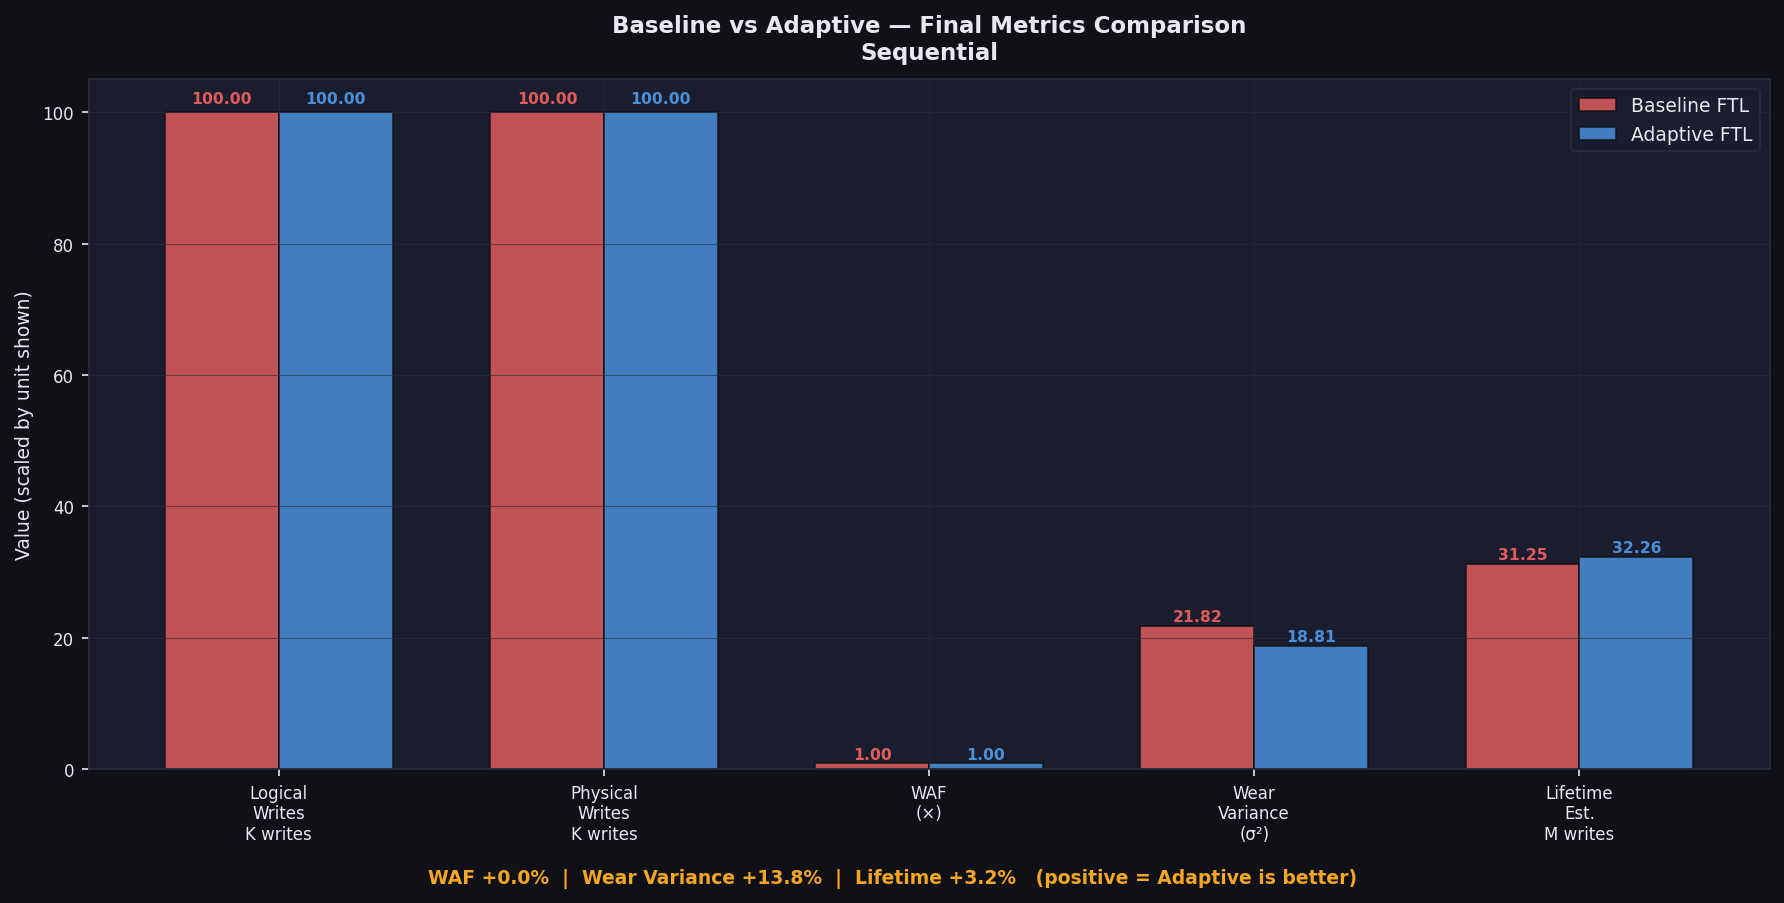 Baseline vs Adaptive — Final Metrics Comparison
Sequential
Value (scaled by unit shown)
100
80
60
40
20
0
100.00
100.00
100.00
100.00
1.00
1.00
21.82
18.81
31.25
32.26
Baseline FTL
Adaptive FTL
Logical
Writes
K writes
Physical
Writes
K writes
WAF
(×)
Wear
Variance
(σ²)
Lifetime
Est.
M writes
WAF +0.0% | Wear Variance +13.8% | Lifetime +3.2% (positive = Adaptive is better)